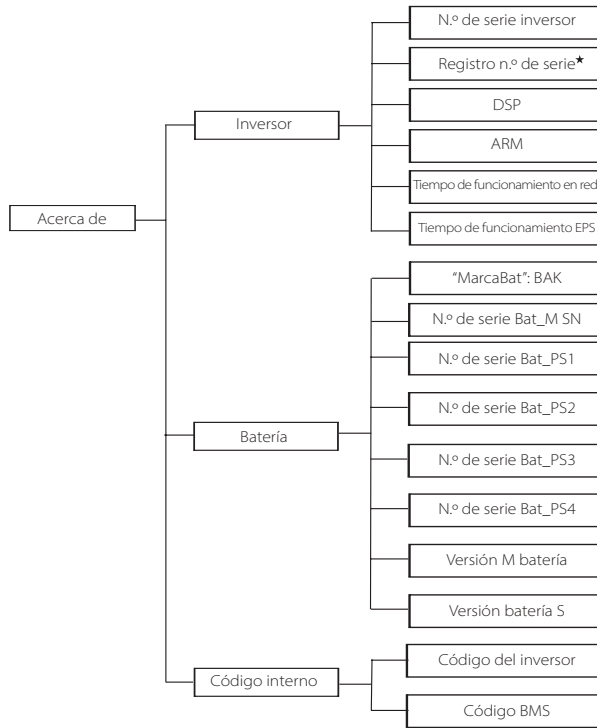 Acerca de
Inversor
N.º de serie inversor
Registro n.º de serie★
DSP
ARM
Tiempo de funcionamiento en red
Tiempo de funcionamiento EPS
Batería
“MarcaBat”: BAK
N.º de serie Bat_M SN
N.º de serie Bat_PS1
N.º de serie Bat_PS2
N.º de serie Bat_PS3
N.º de serie Bat_PS4
Versión M batería
Versión batería S
Código interno
Código del inversor
Código BMS